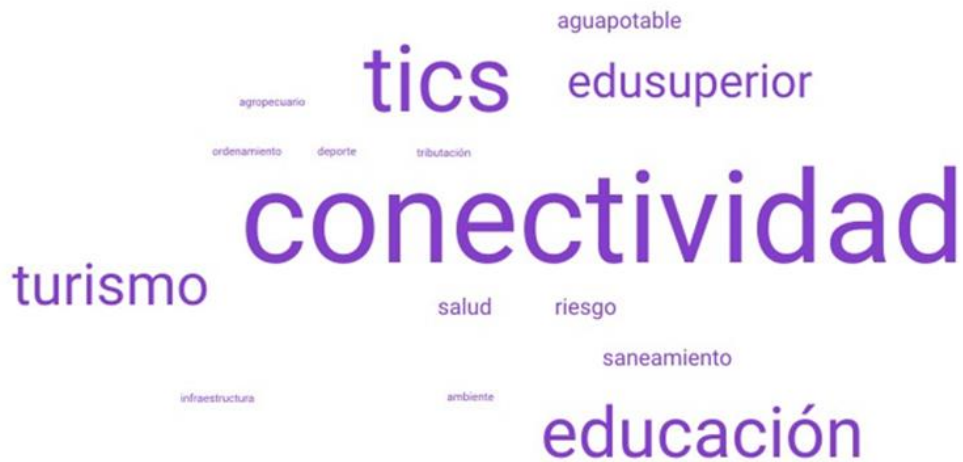 aguapotable
tics
edusuperior
agropecuario
ordenamiento
deporte
tributación
conectividad
turismo
salud
riesgo
saneamiento
infraestructura
ambiente
educación